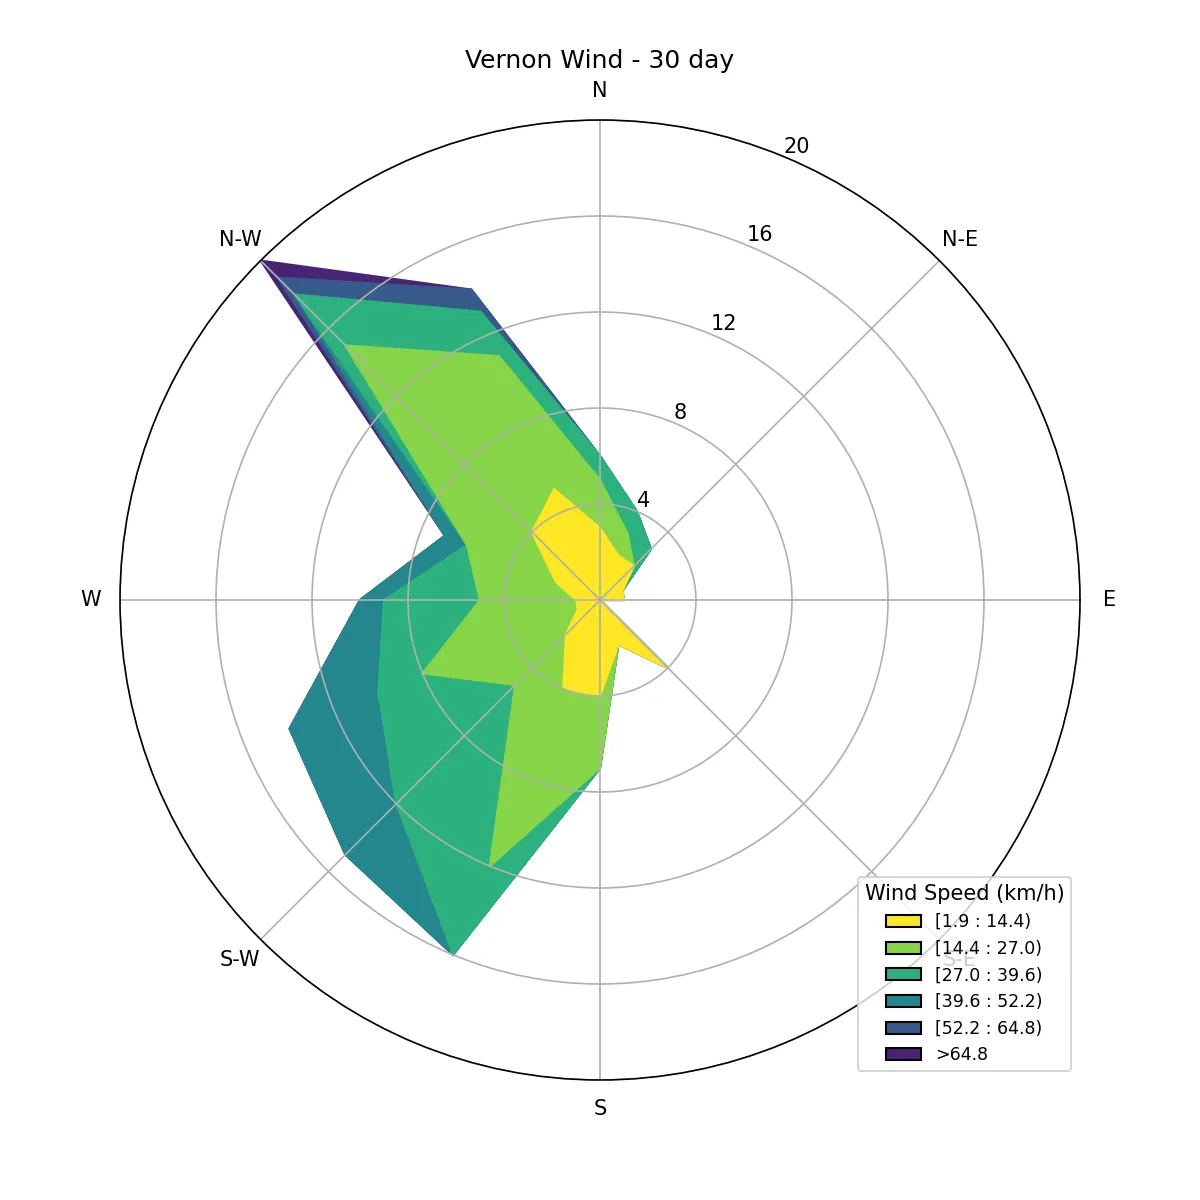 Vernon Wind - 30 day
N
20
N-W
16
N-E
12
8
4
W
E
Wind Speed (km/h)
[1.9 : 14.4)
[14.4 : 27.0)
S-W
S-E
[27.0 : 39.6)
[39.6 : 52.2)
[52.2 : 64.8)
>64.8
S